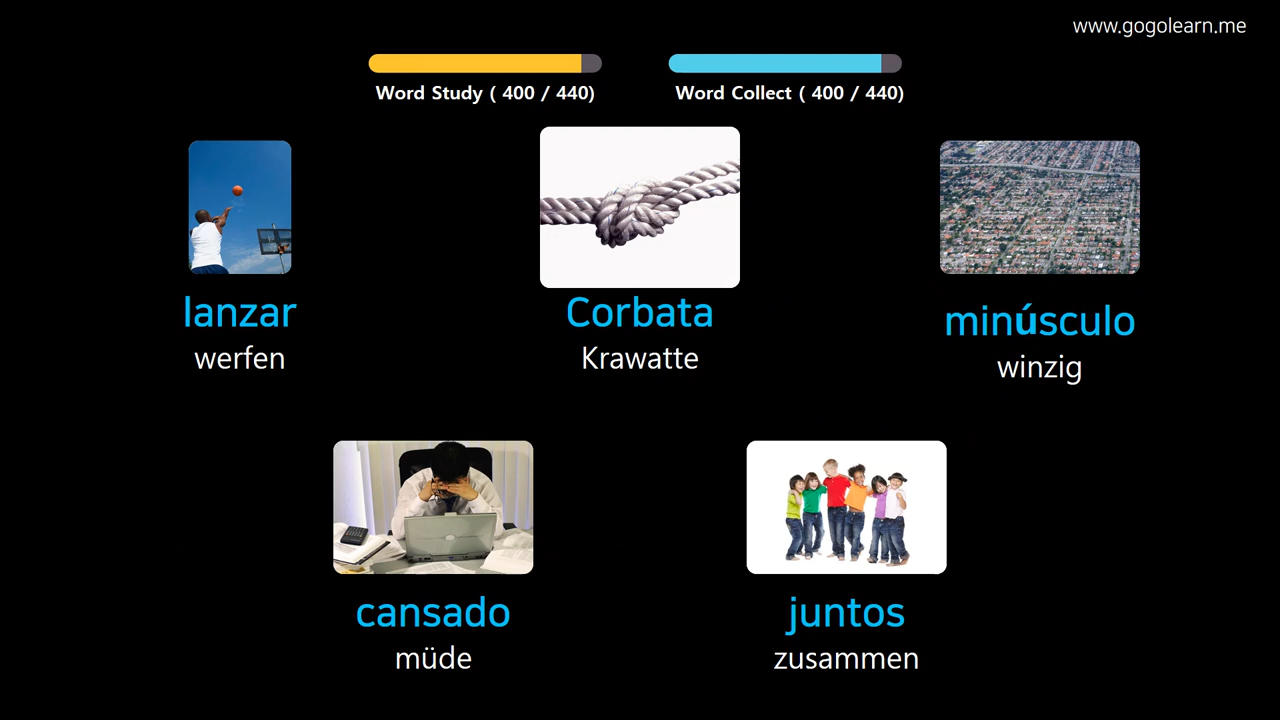 www.gogolearn.me
Word Study ( 400 / 440)
Word Collect ( 400 / 440)
lanzar
werfen
Corbata
Krawatte
minúsculo
winzig
cansado
müde
juntos
zusammen